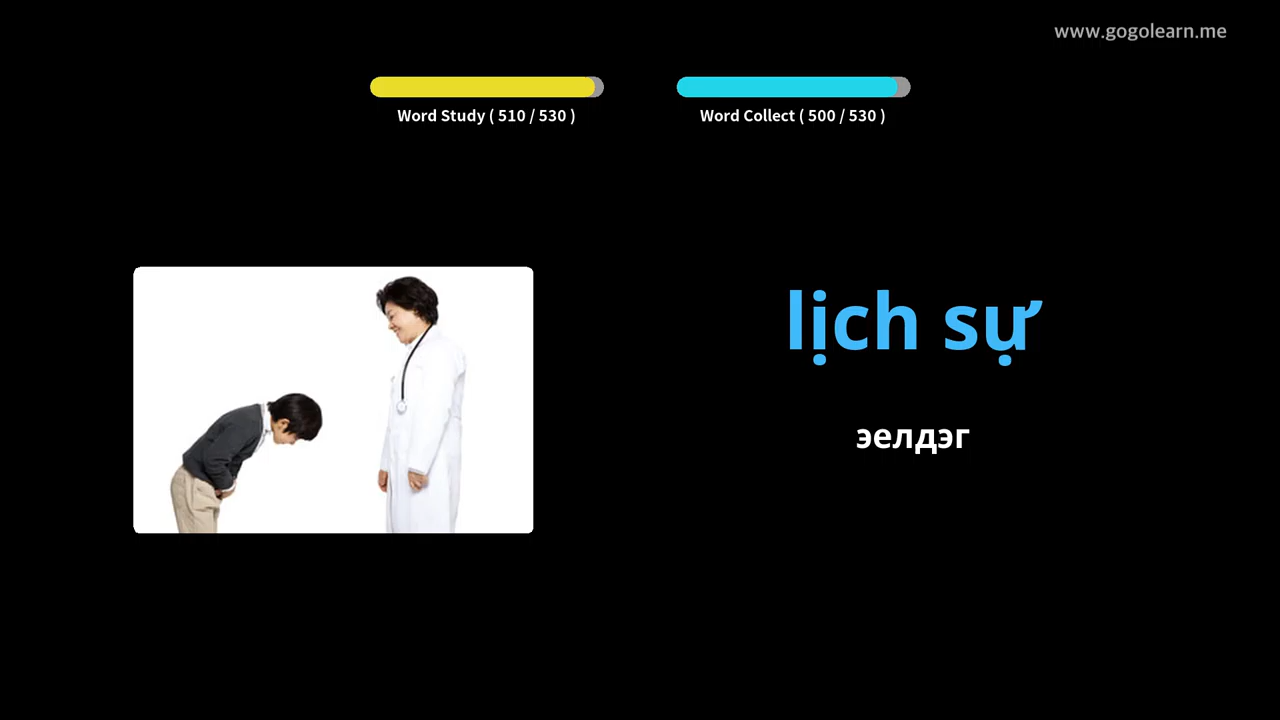 www.gogolearn.me
Word Study ( 510 / 530 )
Word Collect ( 500 / 530 )
lịch sự
эелдэг